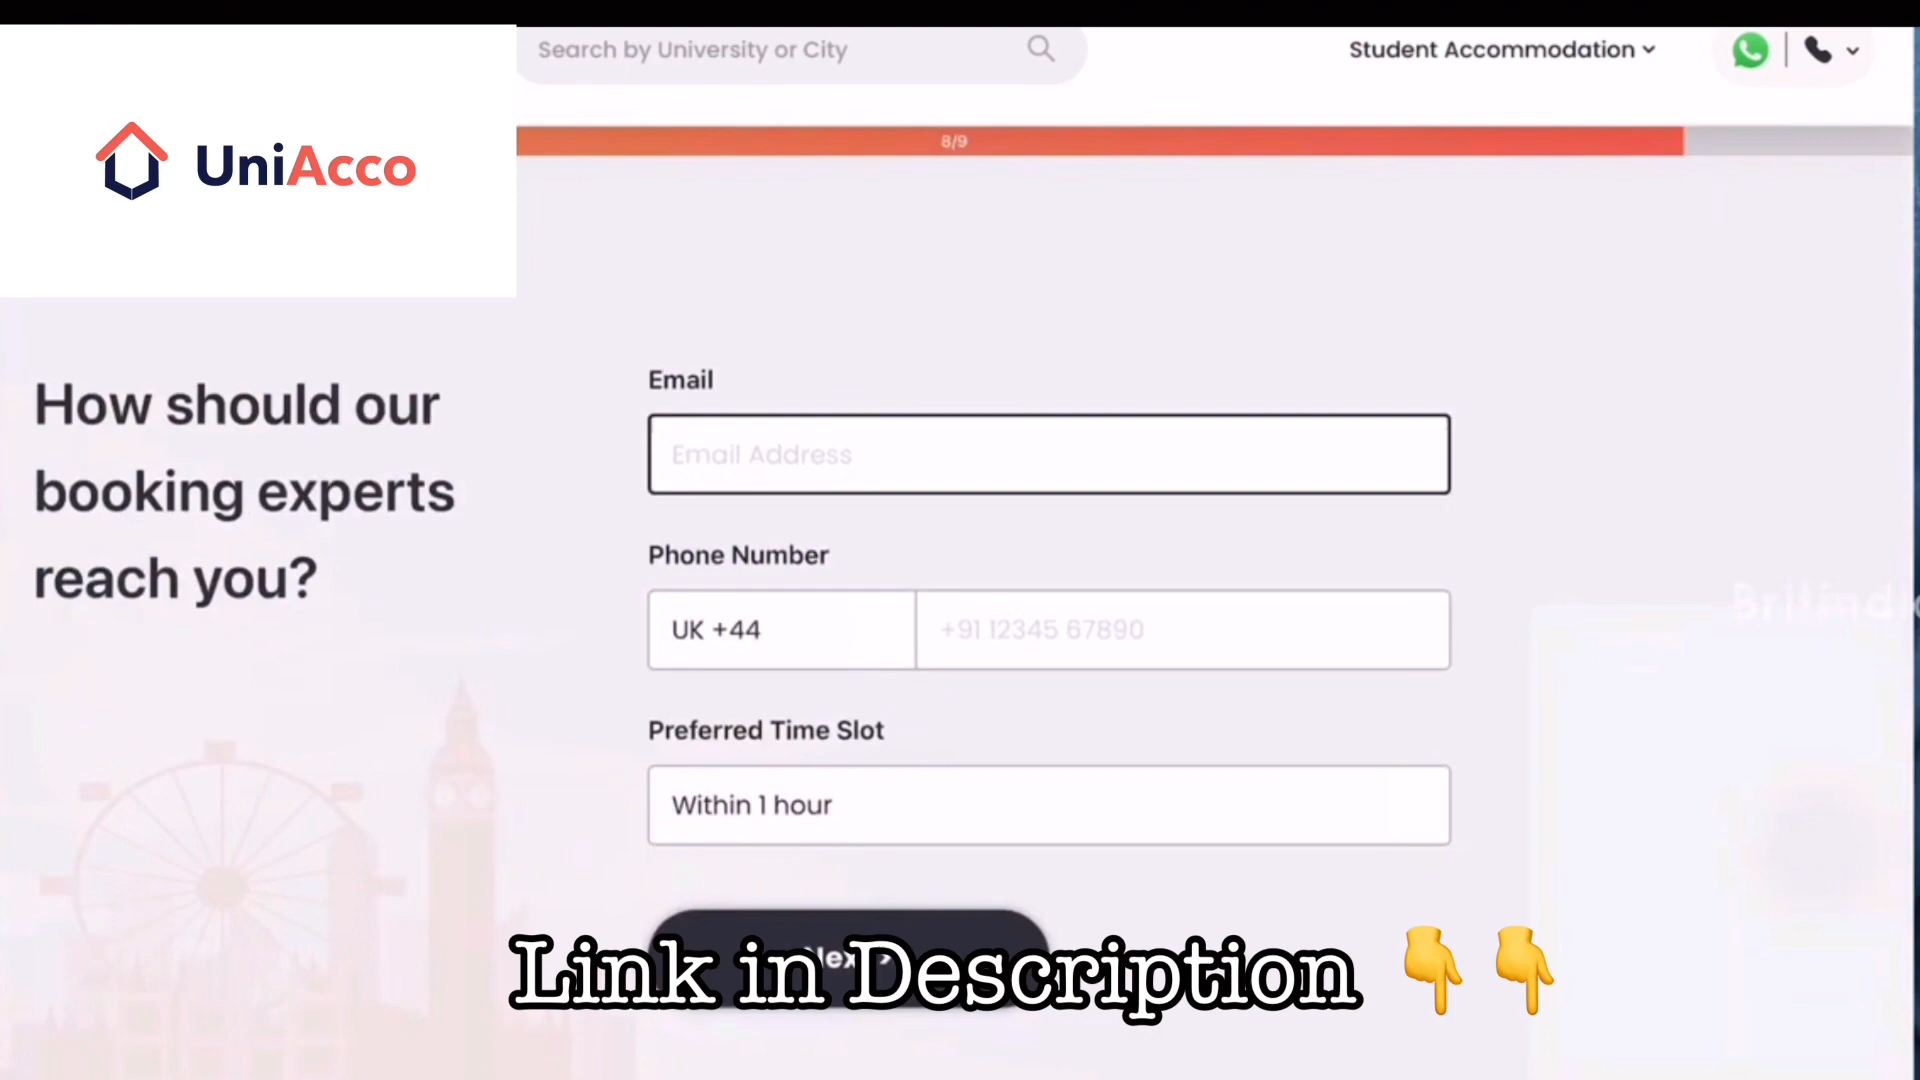 Search by University or City
Student Accommodation
UniAcco
8/9
How should our
booking experts
reach you?
Email
Email Address
Phone Number
UK +44
+91 12345 67890
Preferred Time Slot
Within 1 hour
Link in Description 👇👇